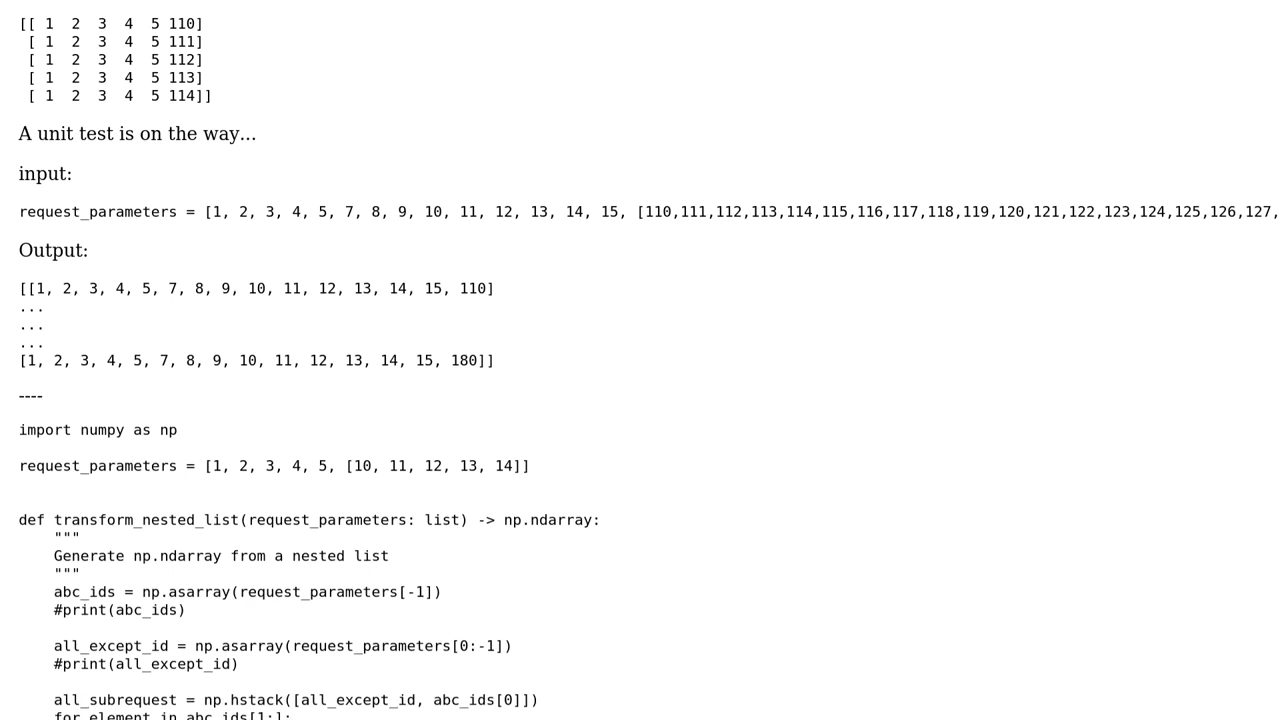 [[ 1  2  3  4  5 110]
 [ 1  2  3  4  5 111]
 [ 1  2  3  4  5 112]
 [ 1  2  3  4  5 113]
 [ 1  2  3  4  5 114]]
A unit test is on the way...
input:
request_parameters = [1, 2, 3, 4, 5, 7, 8, 9, 10, 11, 12, 13, 14, 15, [110,111,112,113,114,115,116,117,118,119,120,121,122,123,124,125,126,127,
Output:
[[1, 2, 3, 4, 5, 7, 8, 9, 10, 11, 12, 13, 14, 15, 110]
...
...
...
[1, 2, 3, 4, 5, 7, 8, 9, 10, 11, 12, 13, 14, 15, 180]]
----
import numpy as np
request_parameters = [1, 2, 3, 4, 5, [10, 11, 12, 13, 14]]
def transform_nested_list(request_parameters: list) -> np.ndarray:
    """
    Generate np.ndarray from a nested list
    """
    abc_ids = np.asarray(request_parameters[-1])
    #print(abc_ids)
    all_except_id = np.asarray(request_parameters[0:-1])
    #print(all_except_id)
    all_subrequest = np.hstack([all_except_id, abc_ids[0]])
    for element in abc_ids[1:]: